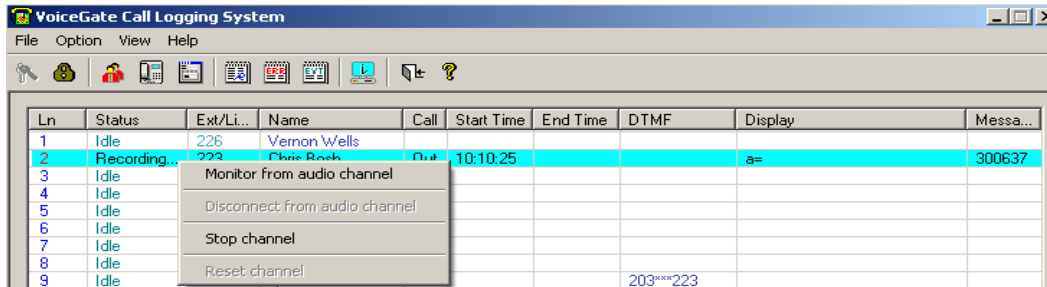 VoiceGate Call Logging System
File Option View Help
ERR EVT
Ln Status Ext/Li... Name Call Start Time End Time DTMF Display Messa...
1 Idle 226 Vernon Wells
2 Recording... 223 Chris Bosh Out 10:10:25 a= 300637
3 Idle Monitor from audio channel
4 Idle
5 Idle Disconnect from audio channel
6 Idle
7 Idle Stop channel
8 Idle
9 Idle Reset channel 203***223